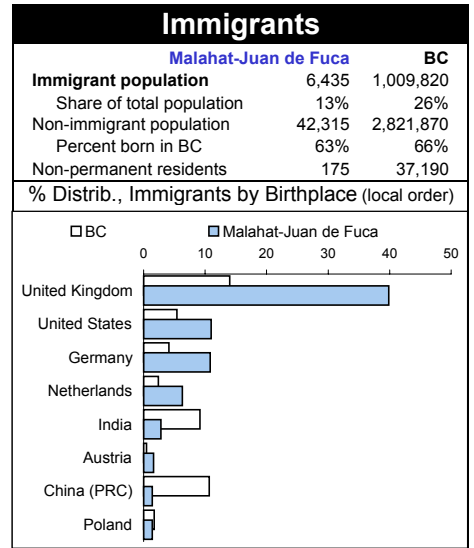 Immigrants
Malahat-Juan de Fuca BC
Immigrant population 6,435 1,009,820
Share of total population 13% 26%
Non-immigrant population 42,315 2,821,870
Percent born in BC 63% 66%
Non-permanent residents 175 37,190
% Distrib., Immigrants by Birthplace (local order)
BC Malahat-Juan de Fuca
0 10 20 30 40 50
United Kingdom
United States
Germany
Netherlands
India
Austria
China (PRC)
Poland